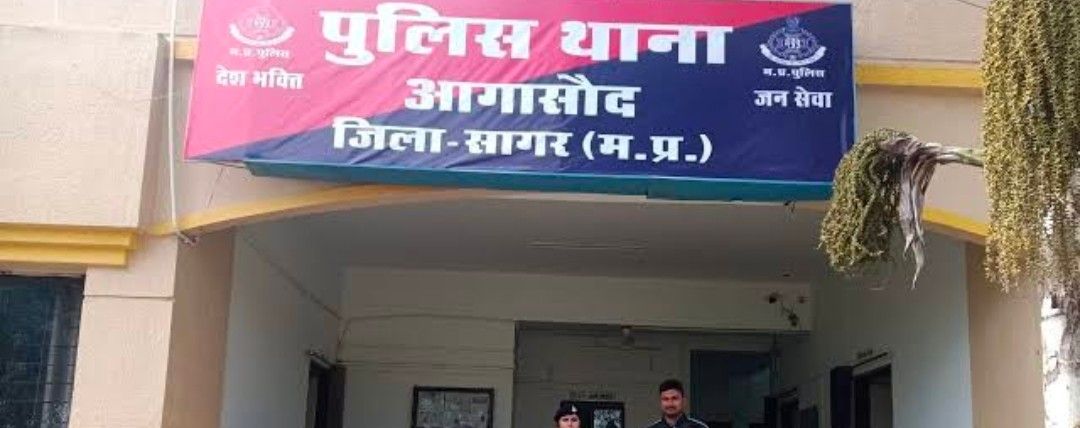 पुलिस थाना
आगासौद
जिला-सागर (म.प्र.)
म.प्र.पुलिस
देश भक्ति
म.प्र.पुलिस
जन सेवा